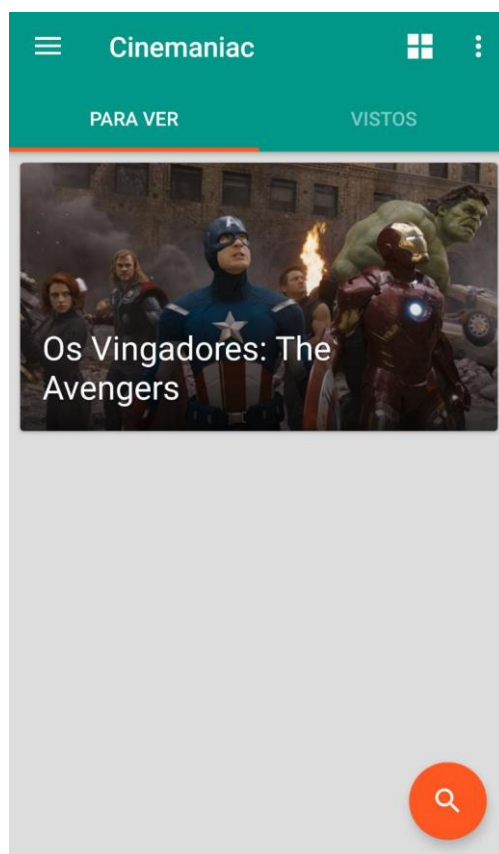 Cinemaniac
PARA VER
VISTOS
Os Vingadores: The
Avengers